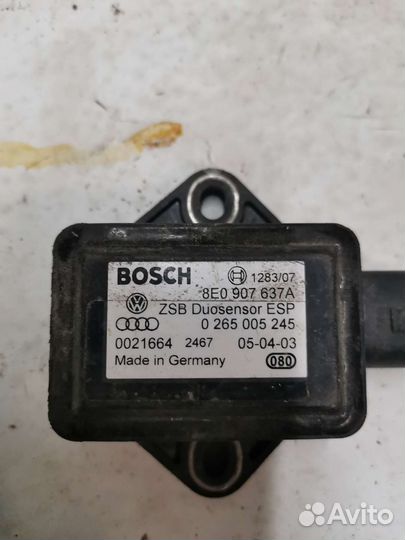 BOSCH 1283/07
8E0 907 637A
ZSB Duosensor ESP
0 265 005 245
0021664 2467 05-04-03
Made in Germany 080
Avito